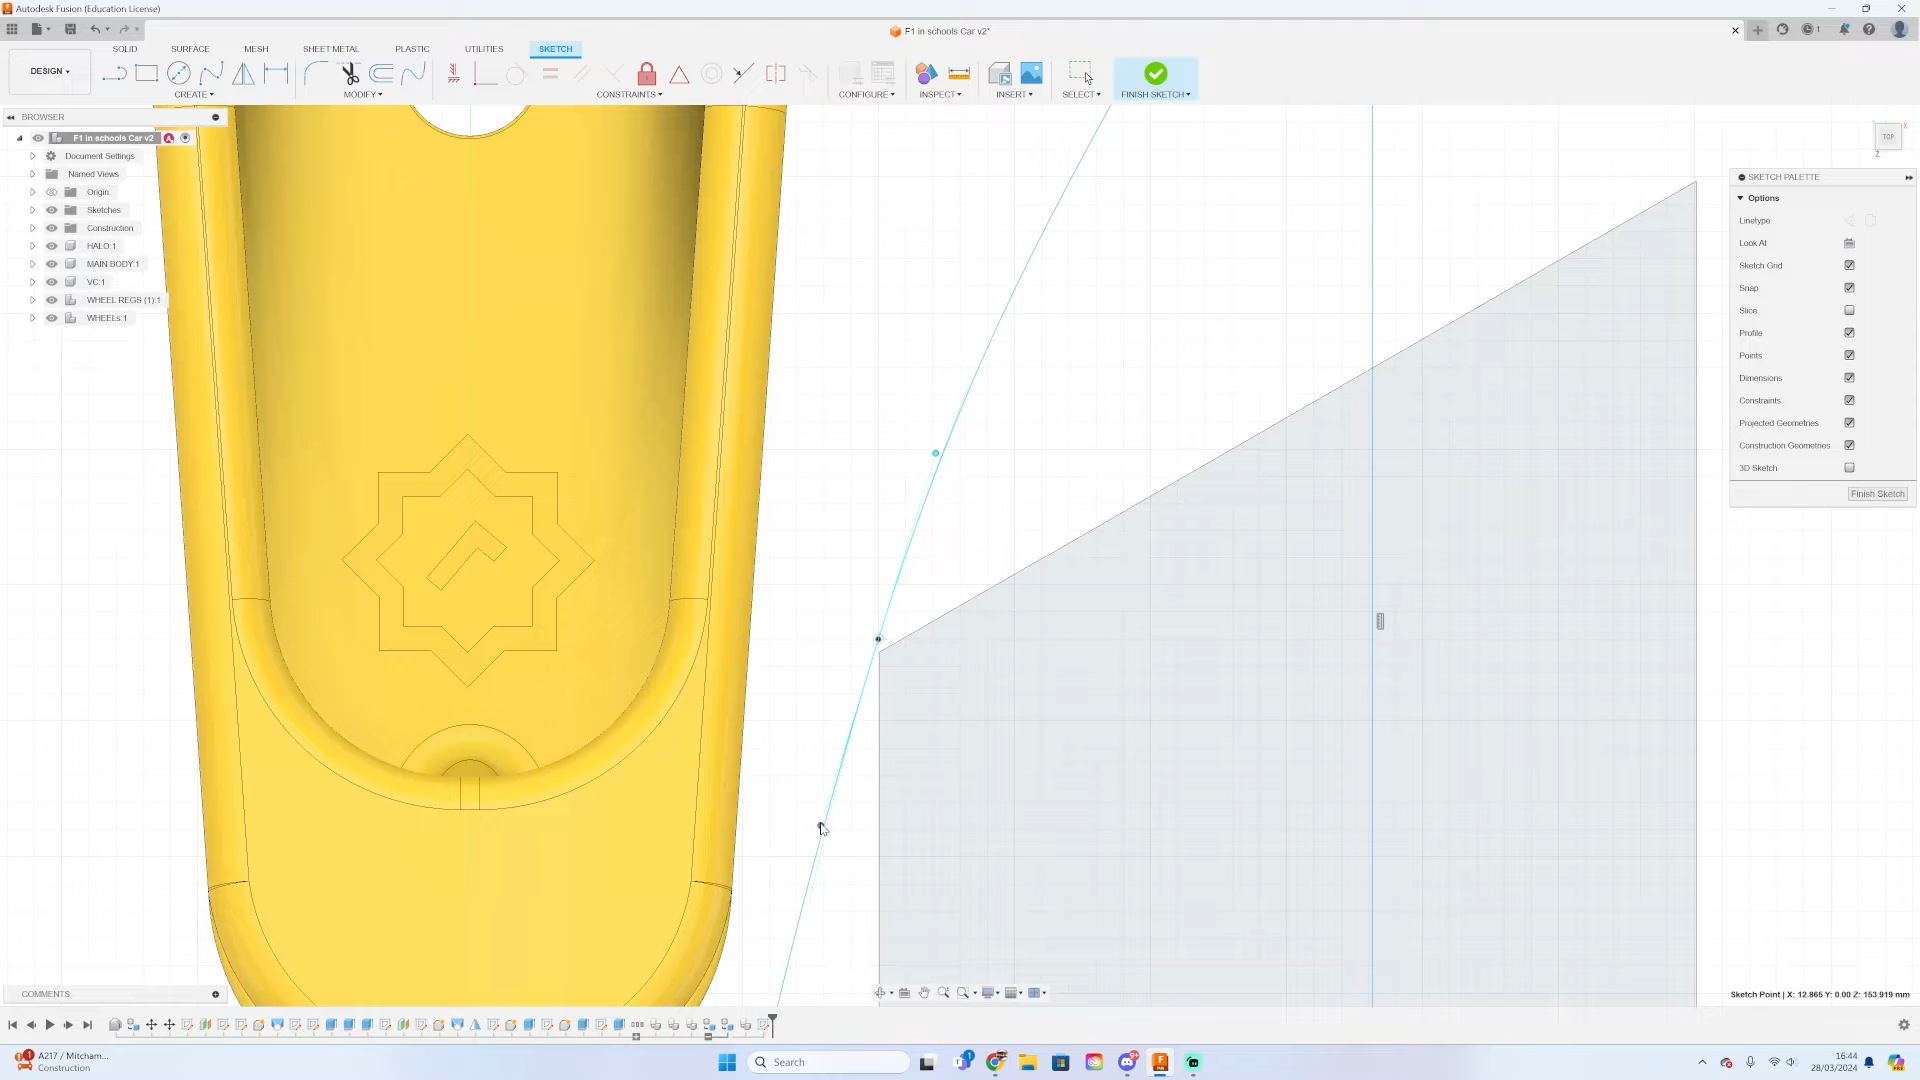 Autodesk Fusion (Education License)
F1 in schools Car v2*
1
SOLID SURFACE MESH SHEET METAL PLASTIC UTILITIES SKETCH
DESIGN
CREATE MODIFY CONSTRAINTS CONFIGURE INSPECT INSERT SELECT FINISH SKETCH
BROWSER
F1 in schools Car v2
A
Document Settings
Named Views
Origin
Sketches
Construction
HALO:1
MAIN BODY:1
VC:1
WHEEL REGS (1):1
WHEELs:1
TOP
X
Z
SKETCH PALETTE
Options
Linetype
Look At
Sketch Grid
Snap
Slice
Profile
Points
Dimensions
Constraints
Projected Geometries
Construction Geometries
3D Sketch
Finish Sketch
COMMENTS
Sketch Point | X: 12.865 Y: 0.00 Z: 153.919 mm
1
A217 / Mitcham...
Construction
Search
1
9+
16:44
28/03/2024
PRE